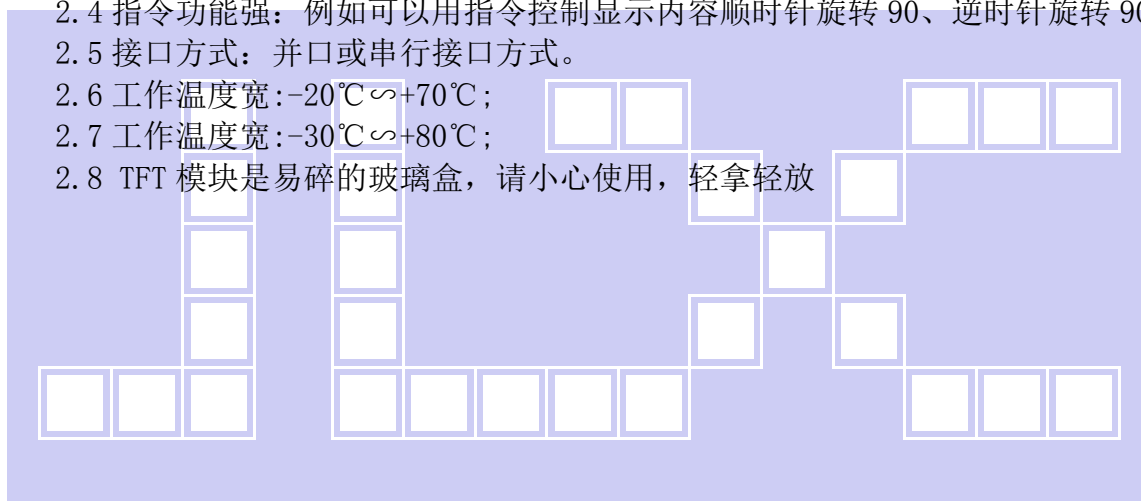 2.4 指令功能强：例如可以用指令控制显示内容顺时针旋转 90、逆时针旋转 90
2.5 接口方式：并口或串行接口方式。
2.6 工作温度宽:-20℃∽+70℃;
2.7 工作温度宽:-30℃∽+80℃;
2.8 TFT 模块是易碎的玻璃盒，请小心使用，轻拿轻放
JLX